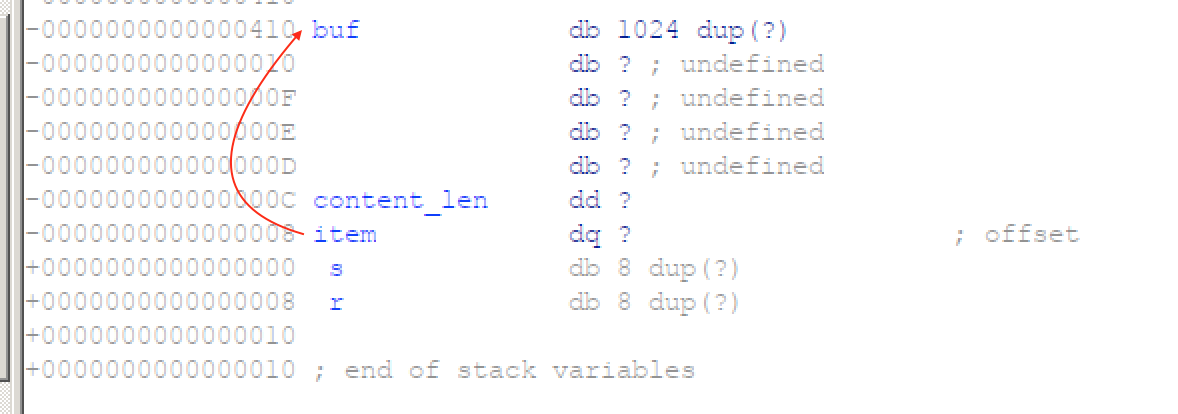 -0000000000000410 buf db 1024 dup(?)
-0000000000000010 db ? ; undefined
-000000000000000F db ? ; undefined
-000000000000000E db ? ; undefined
-000000000000000D db ? ; undefined
-000000000000000C content_len dd ?
-0000000000000008 item dq ? ; offset
+0000000000000000 s db 8 dup(?)
+0000000000000008 r db 8 dup(?)
+0000000000000010
+0000000000000010 ; end of stack variables